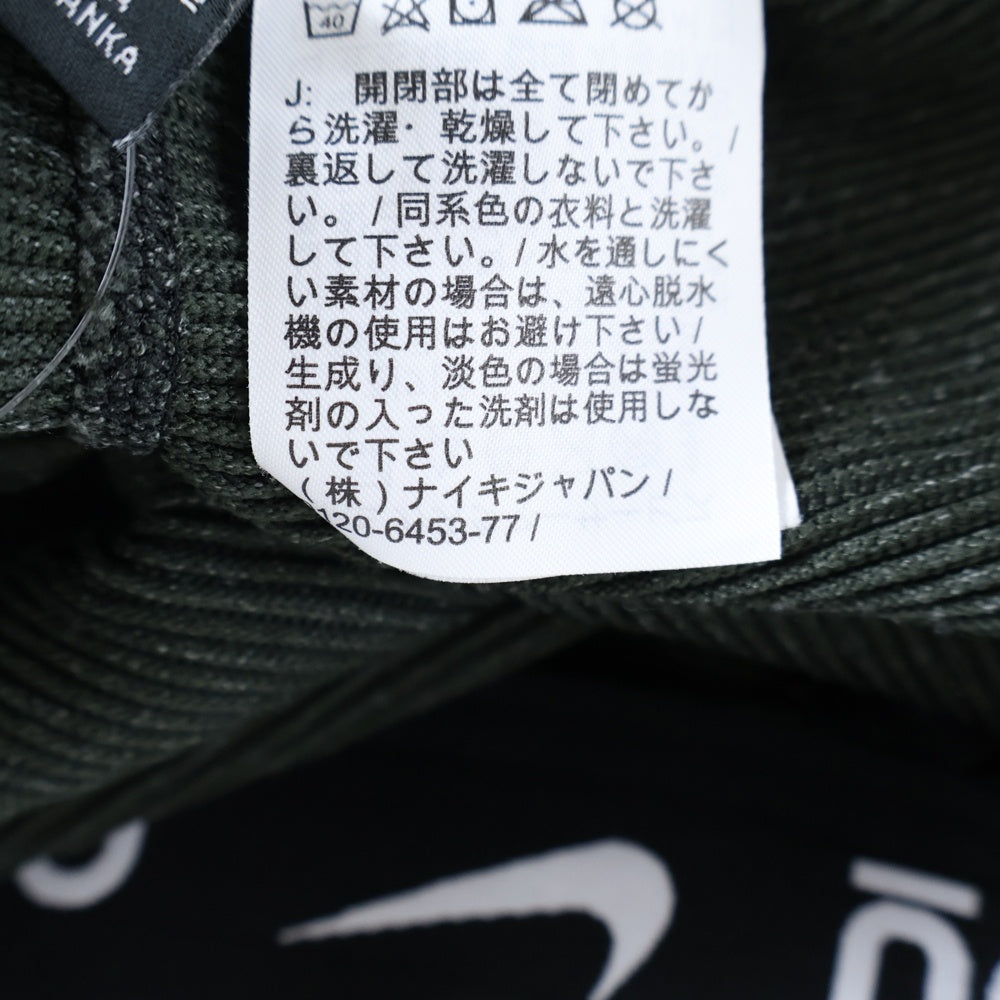 ANKA
40
J: 開閉部は全て閉めてか
ら洗濯・乾燥して下さい。/
裏返して洗濯しないで下さ
い。/同系色の衣料と洗濯
して下さい。/水を通しにく
い素材の場合は、遠心脱水
機の使用はお避け下さい/
生成り、淡色の場合は蛍光
剤の入った洗剤は使用しな
いで下さい
(株)ナイキジャパン/
120-6453-77/